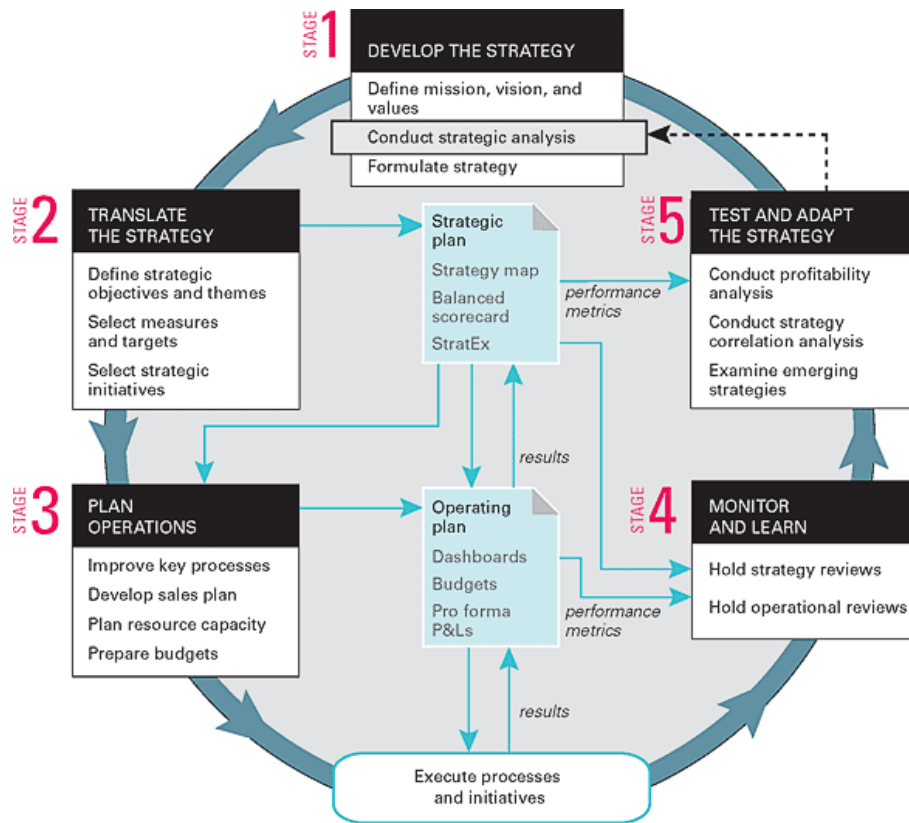 STAGE 1
DEVELOP THE STRATEGY
Define mission, vision, and
values
Conduct strategic analysis
Formulate strategy
STAGE 2
TRANSLATE
THE STRATEGY
Define strategic
objectives and themes
Select measures
and targets
Select strategic
initiatives
Strategic
plan
Strategy map
Balanced
scorecard
StratEx
performance
metrics
STAGE 5
TEST AND ADAPT
THE STRATEGY
Conduct profitability
analysis
Conduct strategy
correlation analysis
Examine emerging
strategies
results
STAGE 3
PLAN
OPERATIONS
Improve key processes
Develop sales plan
Plan resource capacity
Prepare budgets
Operating
plan
Dashboards
Budgets
Pro forma
P&Ls
performance
metrics
STAGE 4
MONITOR
AND LEARN
Hold strategy reviews
Hold operational reviews
results
Execute processes
and initiatives